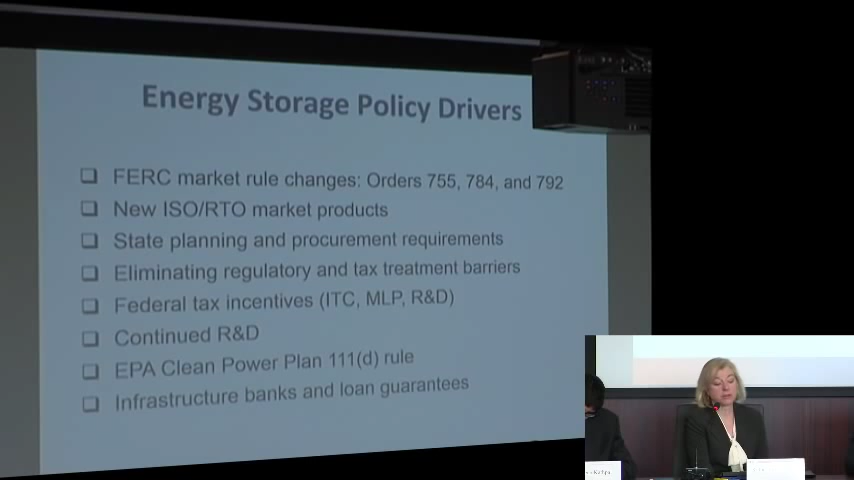 Energy Storage Policy Drivers
❑ FERC market rule changes: Orders 755, 784, and 792
❑ New ISO/RTO market products
❑ State planning and procurement requirements
❑ Eliminating regulatory and tax treatment barriers
❑ Federal tax incentives (ITC, MLP, R&D)
❑ Continued R&D
❑ EPA Clean Power Plan 111(d) rule
❑ Infrastructure banks and loan guarantees